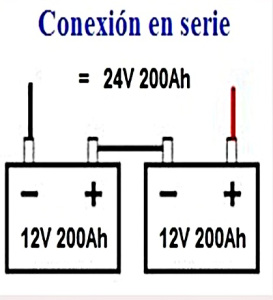 Conexión en serie
= 24V 200Ah
− + − +
12V 200Ah 12V 200Ah